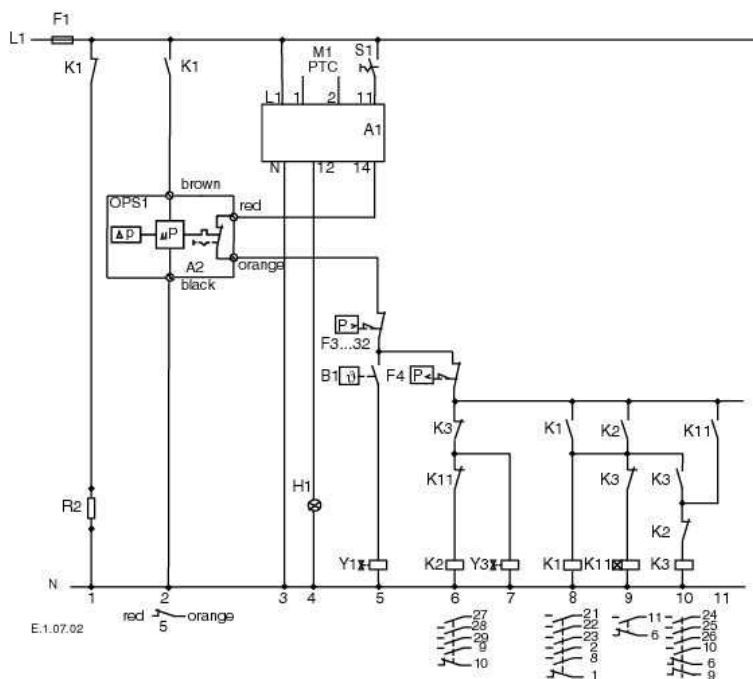 F1
L1
K1
K1
M1
PTC
S1
L1 1 2 11
A1
N 12 14
brown
OPS1
red
Δp
µP
A2
orange
black
P>
F3...32
B1
ϑ
F4
P<
K3
K1
K2
K11
K11
K3
K3
K2
R2
H1
Y1
K2
Y3
K1
K11
K3
N
1 2 3 4 5 6 7 8 9 10 11
red orange
5
E.1.07.02
27
28
29
9
10
21
22
23
2
8
1
11
6
24
25
26
10
6
9